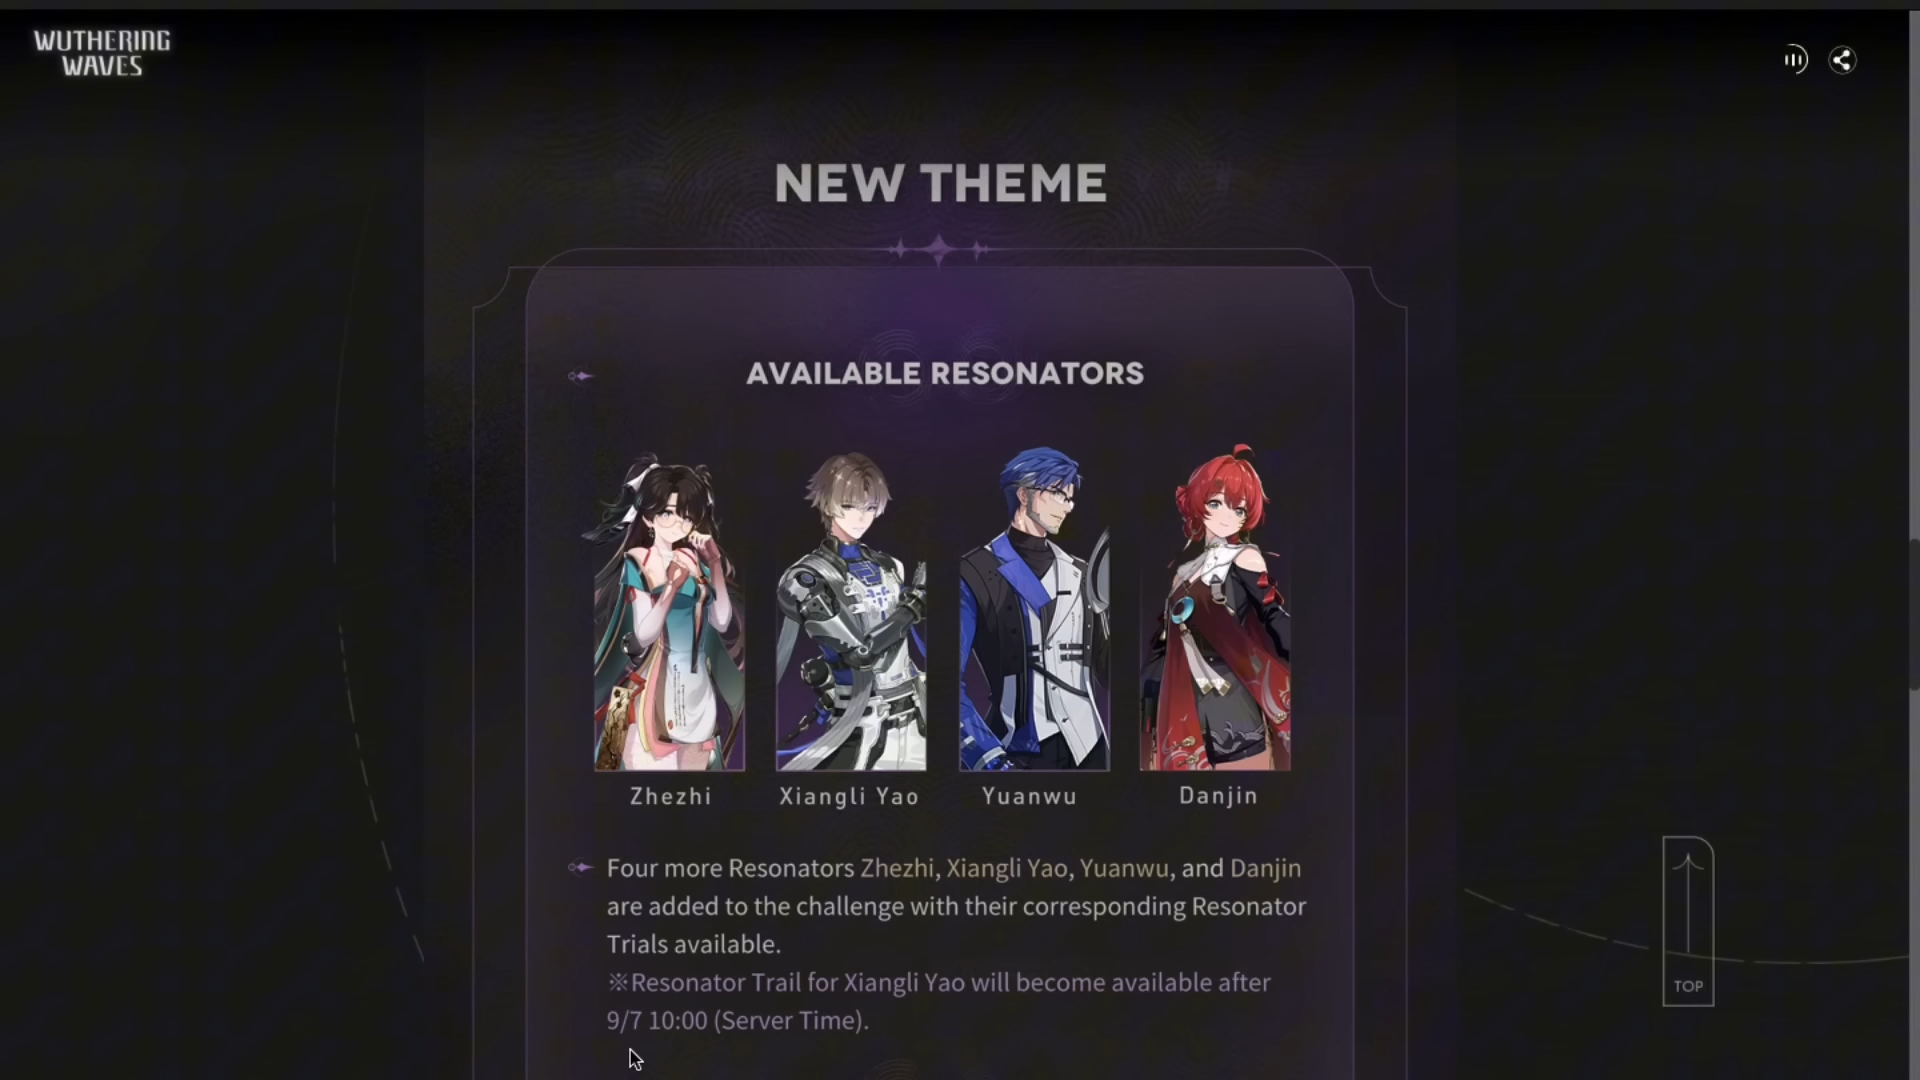 WUTHERING
WAVES
NEW THEME
AVAILABLE RESONATORS
Zhezhi
Xiangli Yao
Yuanwu
Danjin
Four more Resonators Zhezhi, Xiangli Yao, Yuanwu, and Danjin
are added to the challenge with their corresponding Resonator
Trials available.
※Resonator Trail for Xiangli Yao will become available after
9/7 10:00 (Server Time).
TOP